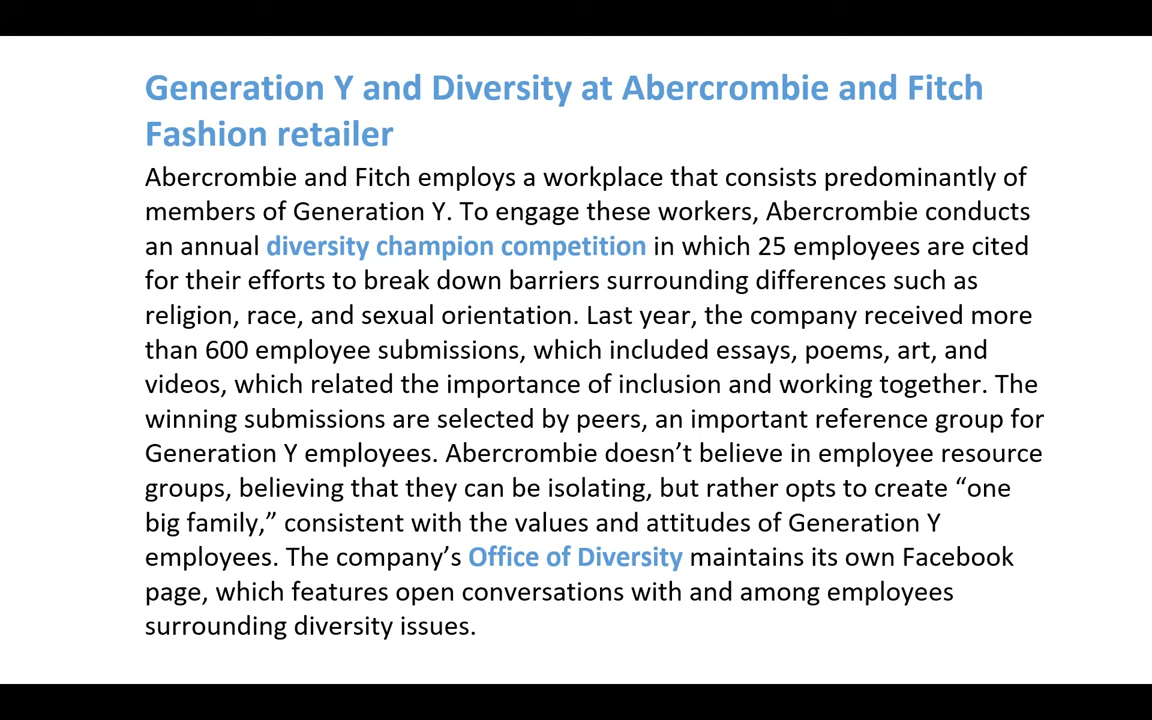 Generation Y and Diversity at Abercrombie and Fitch
Fashion retailer
Abercrombie and Fitch employs a workplace that consists predominantly of
members of Generation Y. To engage these workers, Abercrombie conducts
an annual diversity champion competition in which 25 employees are cited
for their efforts to break down barriers surrounding differences such as
religion, race, and sexual orientation. Last year, the company received more
than 600 employee submissions, which included essays, poems, art, and
videos, which related the importance of inclusion and working together. The
winning submissions are selected by peers, an important reference group for
Generation Y employees. Abercrombie doesn’t believe in employee resource
groups, believing that they can be isolating, but rather opts to create “one
big family,” consistent with the values and attitudes of Generation Y
employees. The company’s Office of Diversity maintains its own Facebook
page, which features open conversations with and among employees
surrounding diversity issues.